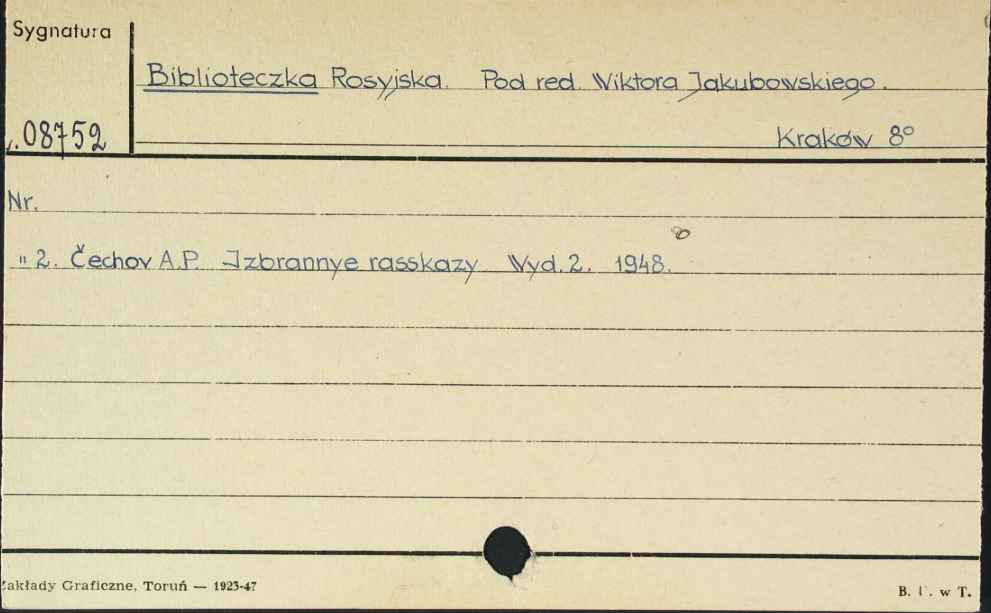 Sygnatura
Biblioteczka Rosyjska. Pod red. Wiktora Jakubowskiego.
08752
Kraków 8°
Nr.
" 2. Čechov A.P. Izbrannye rasskazy Wyd. 2. 1948.
akłady Graficzne, Toruń — 1923-47
B. U. w T.